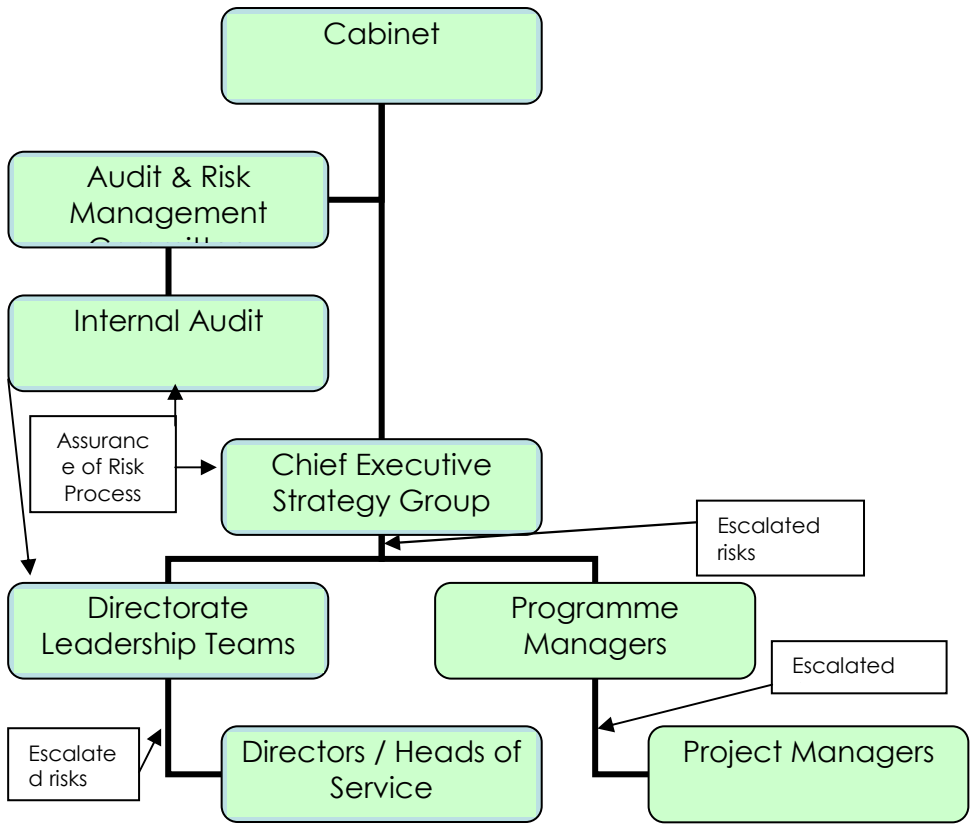 Cabinet
Audit & Risk
Management
Internal Audit
Assuranc
e of Risk
Process
Chief Executive
Strategy Group
Escalated
risks
Directorate
Leadership Teams
Programme
Managers
Escalated
Escalate
d risks
Directors / Heads of
Service
Project Managers